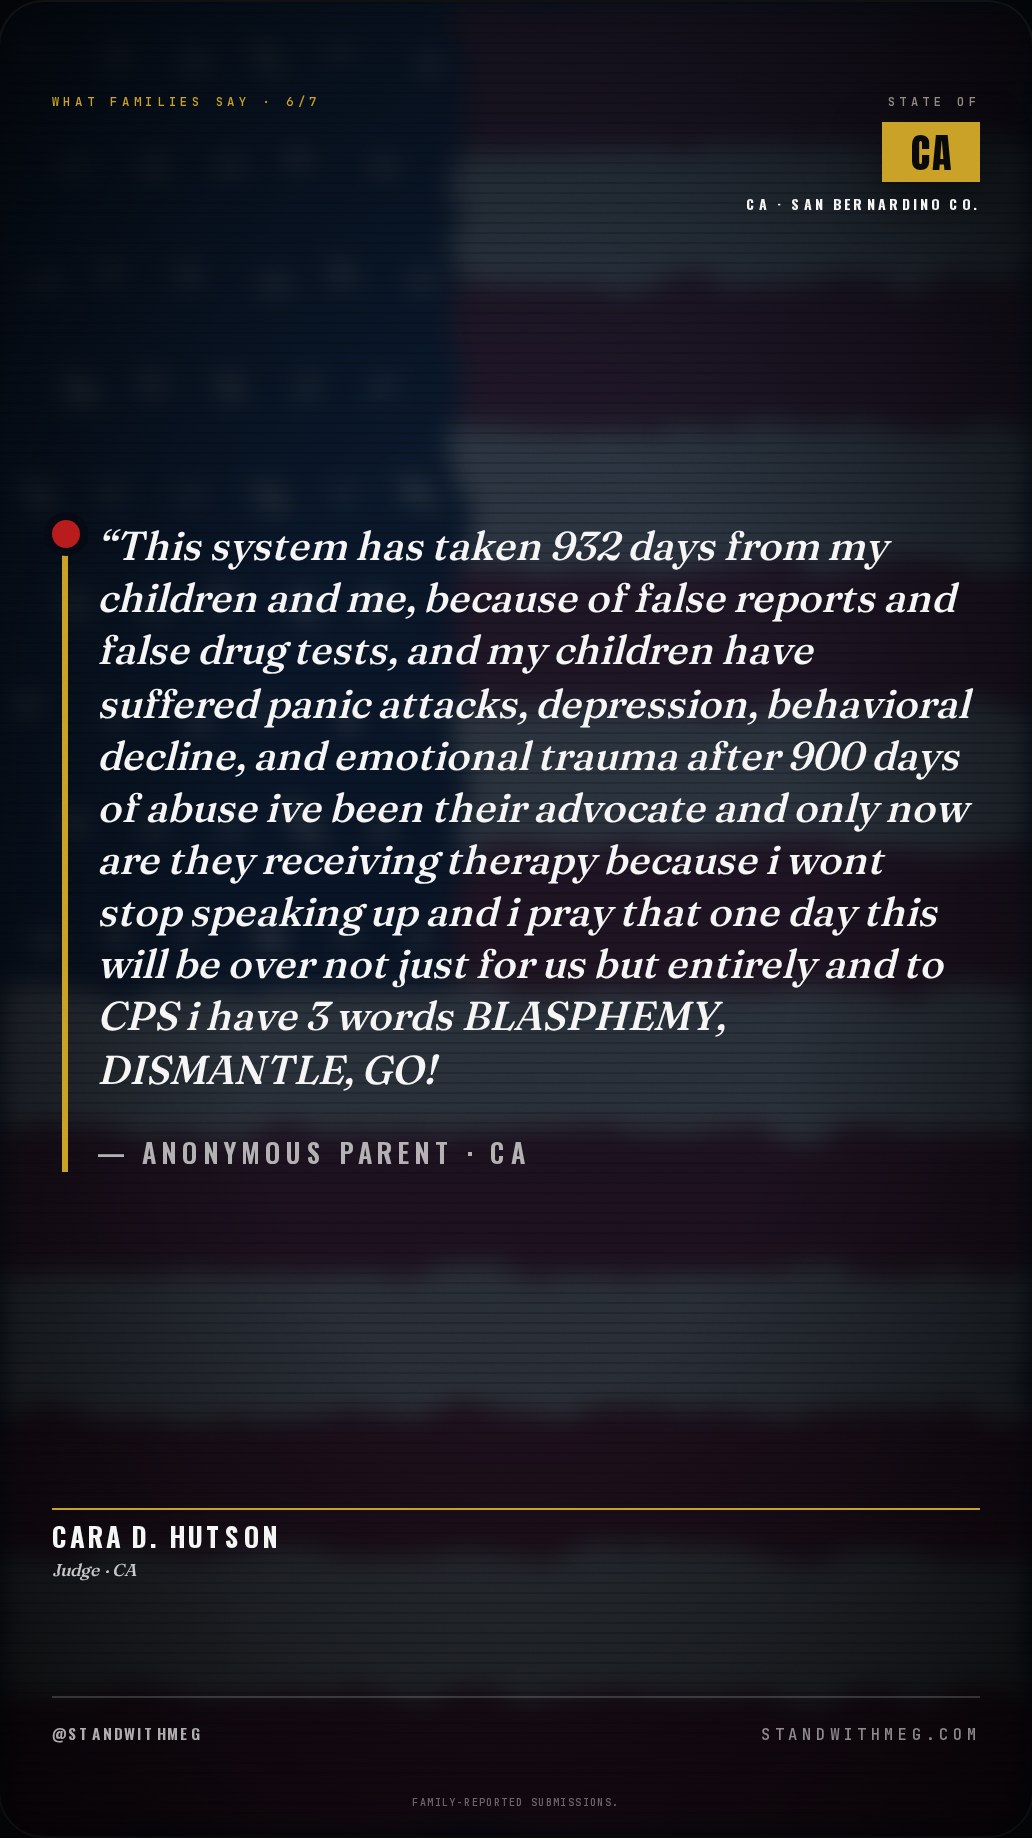 WHAT FAMILIES SAY · 6/7
STATE OF
CA
CA · SAN BERNARDINO CO.
“This system has taken 932 days from my
children and me, because of false reports and
false drug tests, and my children have
suffered panic attacks, depression, behavioral
decline, and emotional trauma after 900 days
of abuse ive been their advocate and only now
are they receiving therapy because i wont
stop speaking up and i pray that one day this
will be over not just for us but entirely and to
CPS i have 3 words BLASPHEMY,
DISMANTLE, GO!
— ANONYMOUS PARENT · CA
CARA D. HUTSON
Judge · CA
@STANDWITHMEG
STANDWITHMEG.COM
FAMILY-REPORTED SUBMISSIONS.